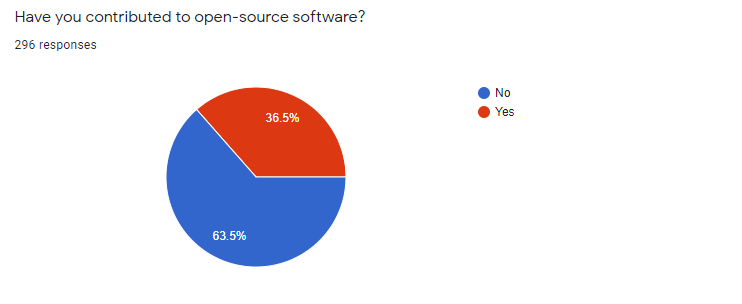 Have you contributed to open-source software?
296 responses
No
Yes
36.5%
63.5%